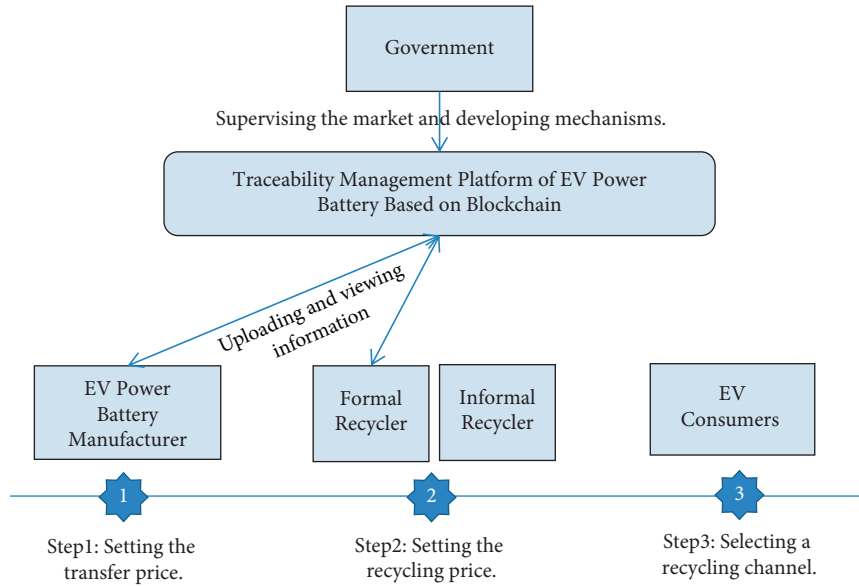 Government
Supervising the market and developing mechanisms.
Traceability Management Platform of EV Power
Battery Based on Blockchain
Uploading and viewing
information
EV Power
Battery
Manufacturer
Formal
Recycler
Informal
Recycler
EV
Consumers
1
2
3
Step1: Setting the
transfer price.
Step2: Setting the
recycling price.
Step3: Selecting a
recycling channel.